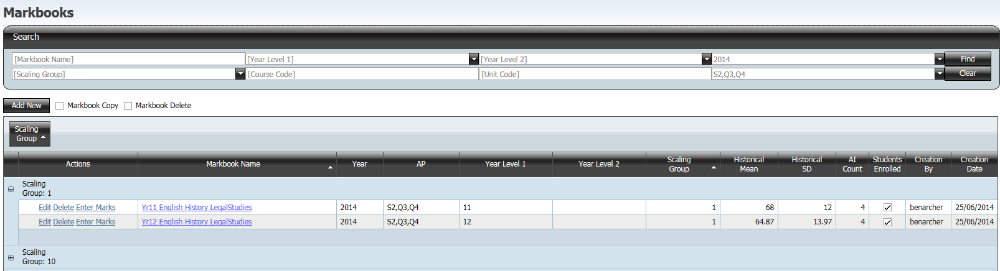 Markbooks
Search
[Markbook Name] [Year Level 1] [Year Level 2] 2014 Find
[Scaling Group] [Course Code] [Unit Code] S2,Q3,Q4 Clear
Add New Markbook Copy Markbook Delete
Scaling
Group
Actions Markbook Name Year AP Year Level 1 Year Level 2 Scaling Group Historical Mean Historical SD AI Count Students Enrolled Creation By Creation Date
Scaling
Group: 1
Edit Delete Enter Marks Yr11 English History LegalStudies 2014 S2,Q3,Q4 11 1 68 12 4 benarcher 25/06/2014
Edit Delete Enter Marks Yr12 English History LegalStudies 2014 S2,Q3,Q4 12 1 64.87 13.97 4 benarcher 25/06/2014
Scaling
Group: 10